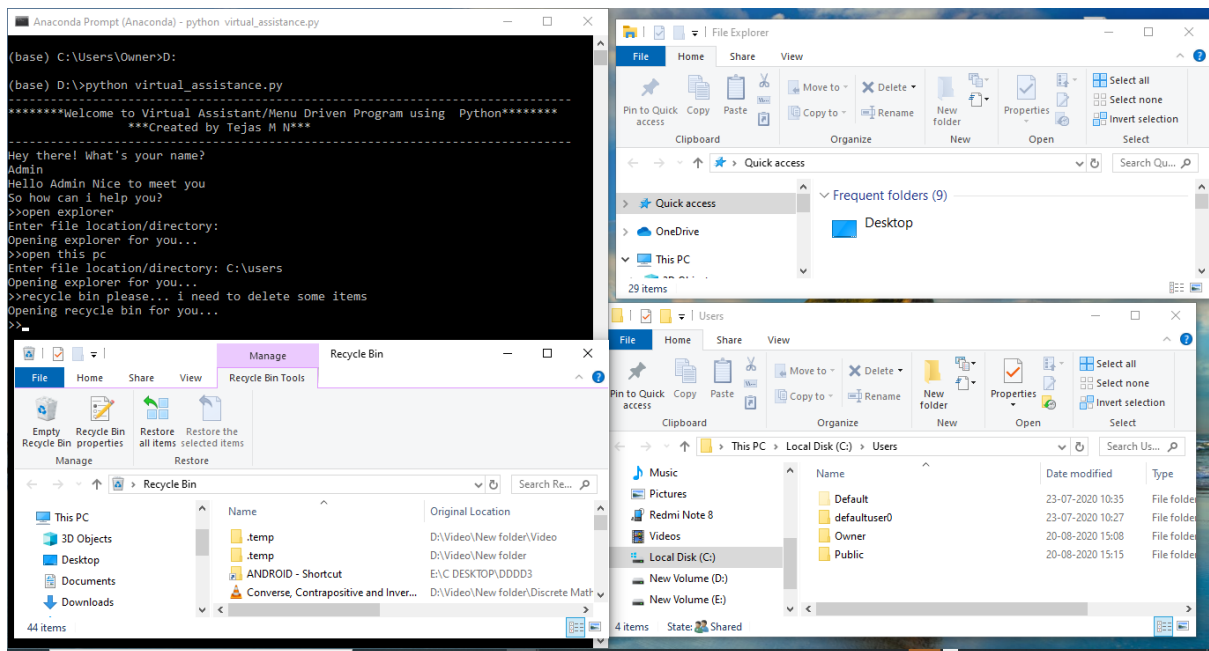 Anaconda Prompt (Anaconda) - python virtual_assistance.py
(base) C:\Users\Owner>D:
(base) D:\>python virtual_assistance.py
********Welcome to Virtual Assistant/Menu Driven Program using Python********
***Created by Tejas M N***
Hey there! What's your name?
Admin
Hello Admin Nice to meet you
So how can i help you?
>>open explorer
Enter file location/directory:
Opening explorer for you...
>>open this pc
Enter file location/directory: C:\users
Opening explorer for you...
>>recycle bin please... i need to delete some items
Opening recycle bin for you...
>>
File Explorer
File Home Share View
Pin to Quick access
Copy
Paste
Clipboard
Move to
Copy to
Delete
Rename
Organize
New folder
New
Properties
Open
Select all
Select none
Invert selection
Select
Quick access
Search Qu...
Quick access
OneDrive
This PC
Frequent folders (9)
Desktop
29 items
Users
File Home Share View
Pin to Quick access
Copy
Paste
Clipboard
Move to
Copy to
Delete
Rename
Organize
New folder
New
Properties
Open
Select all
Select none
Invert selection
Select
This PC > Local Disk (C:) > Users
Search Us...
Music
Pictures
Redmi Note 8
Videos
Local Disk (C:)
New Volume (D:)
New Volume (E:)
Name Date modified Type
Default 23-07-2020 10:35 File folder
defaultuser0 23-07-2020 10:27 File folder
Owner 20-08-2020 15:08 File folder
Public 20-08-2020 15:15 File folder
4 items State: Shared
Manage Recycle Bin
File Home Share View Recycle Bin Tools
Empty Recycle Bin
Recycle Bin properties
Manage
Restore all items
Restore the selected items
Restore
Recycle Bin
Search Re...
This PC
3D Objects
Desktop
Documents
Downloads
Name Original Location
.temp D:\Video\New folder\Video
.temp D:\Video\New folder
ANDROID - Shortcut E:\C DESKTOP\DDDD3
Converse, Contrapositive and Inver... D:\Video\New folder\Discrete Math
44 items